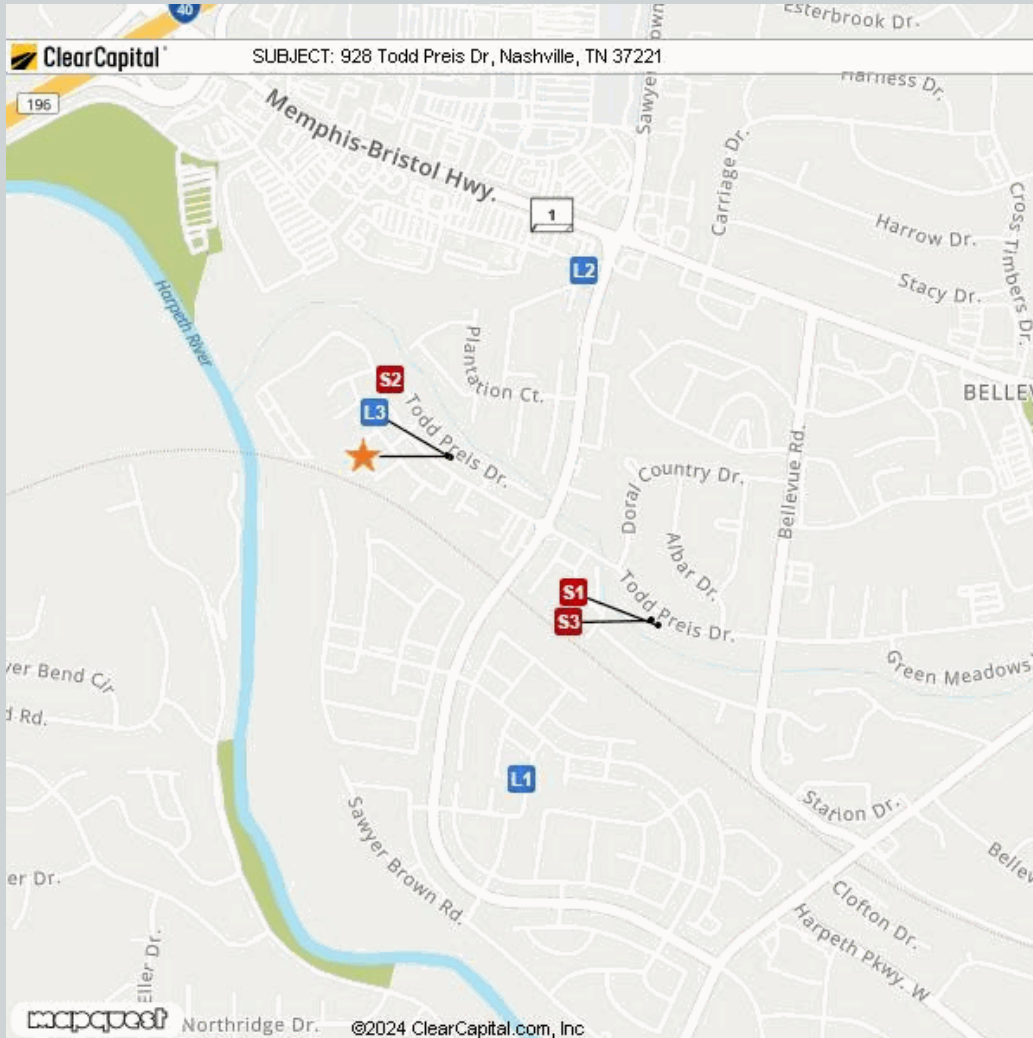 40
Esterbrook Dr.
ClearCapital
SUBJECT: 928 Todd Preis Dr, Nashville, TN 37221
Harness Dr.
196
Memphis-Bristol Hwy.
Carriage Dr.
1
Cross Timbers Dr.
Harrow Dr.
L2
Stacy Dr.
Harpeth River
Plantation Ct.
S2
L3
Todd Preis Dr.
Bellevue Rd.
Country Dr.
Doral
Albar Dr.
S1
S3
Todd Preis Dr.
Green Meadows
ver Bend Cir
d Rd.
L1
Sawyer Brown Rd.
Station Dr.
er Dr.
Clofton Dr.
Harpeth Pkwy. W
Eller Dr.
mapquest
Northridge Dr.
©2024 ClearCapital.com, Inc